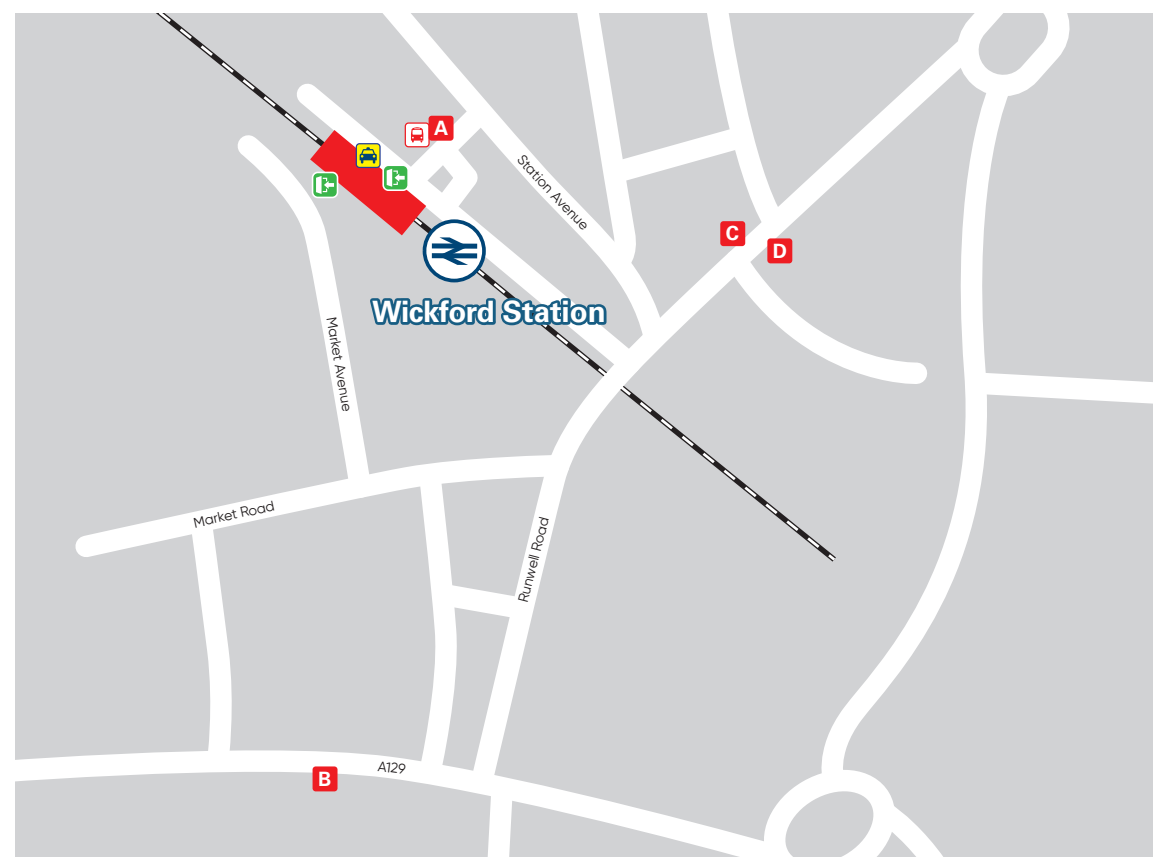 A
Station Avenue
C
D
Wickford Station
Market Avenue
Market Road
Runwell Road
A129
B